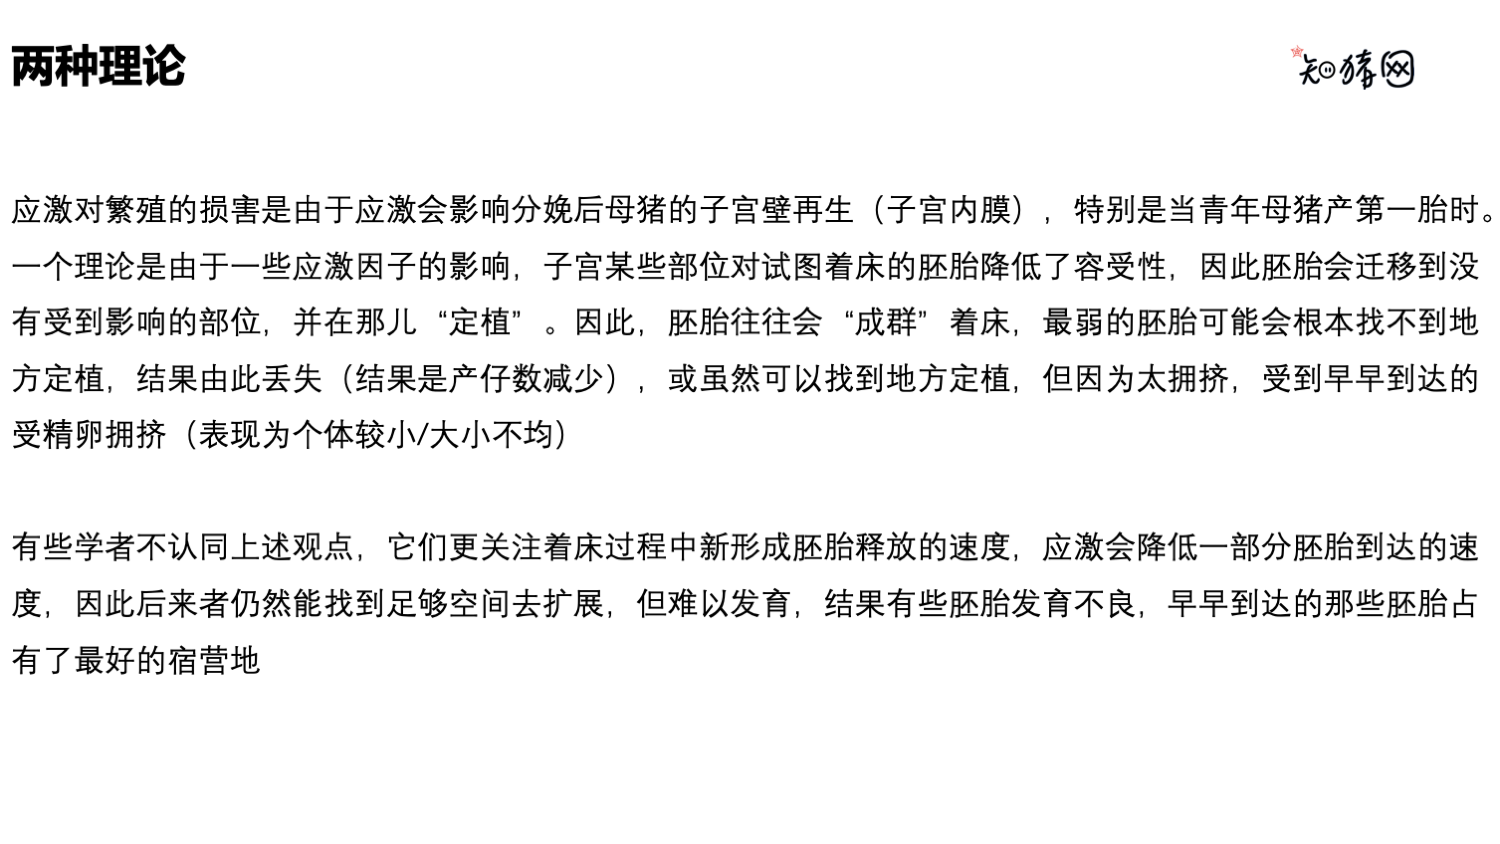 两种理论
知猪网
应激对繁殖的损害是由于应激会影响分娩后母猪的子宫壁再生（子宫内膜），特别是当青年母猪产第一胎时。
一个理论是由于一些应激因子的影响，子宫某些部位对试图着床的胚胎降低了容受性，因此胚胎会迁移到没
有受到影响的部位，并在那儿“定植”。因此，胚胎往往会“成群”着床，最弱的胚胎可能会根本找不到地
方定植，结果由此丢失（结果是产仔数减少），或虽然可以找到地方定植，但因为太拥挤，受到早早到达的
受精卵拥挤（表现为个体较小/大小不均）
有些学者不认同上述观点，它们更关注着床过程中新形成胚胎释放的速度，应激会降低一部分胚胎到达的速
度，因此后来者仍然能找到足够空间去扩展，但难以发育，结果有些胚胎发育不良，早早到达的那些胚胎占
有了最好的宿营地